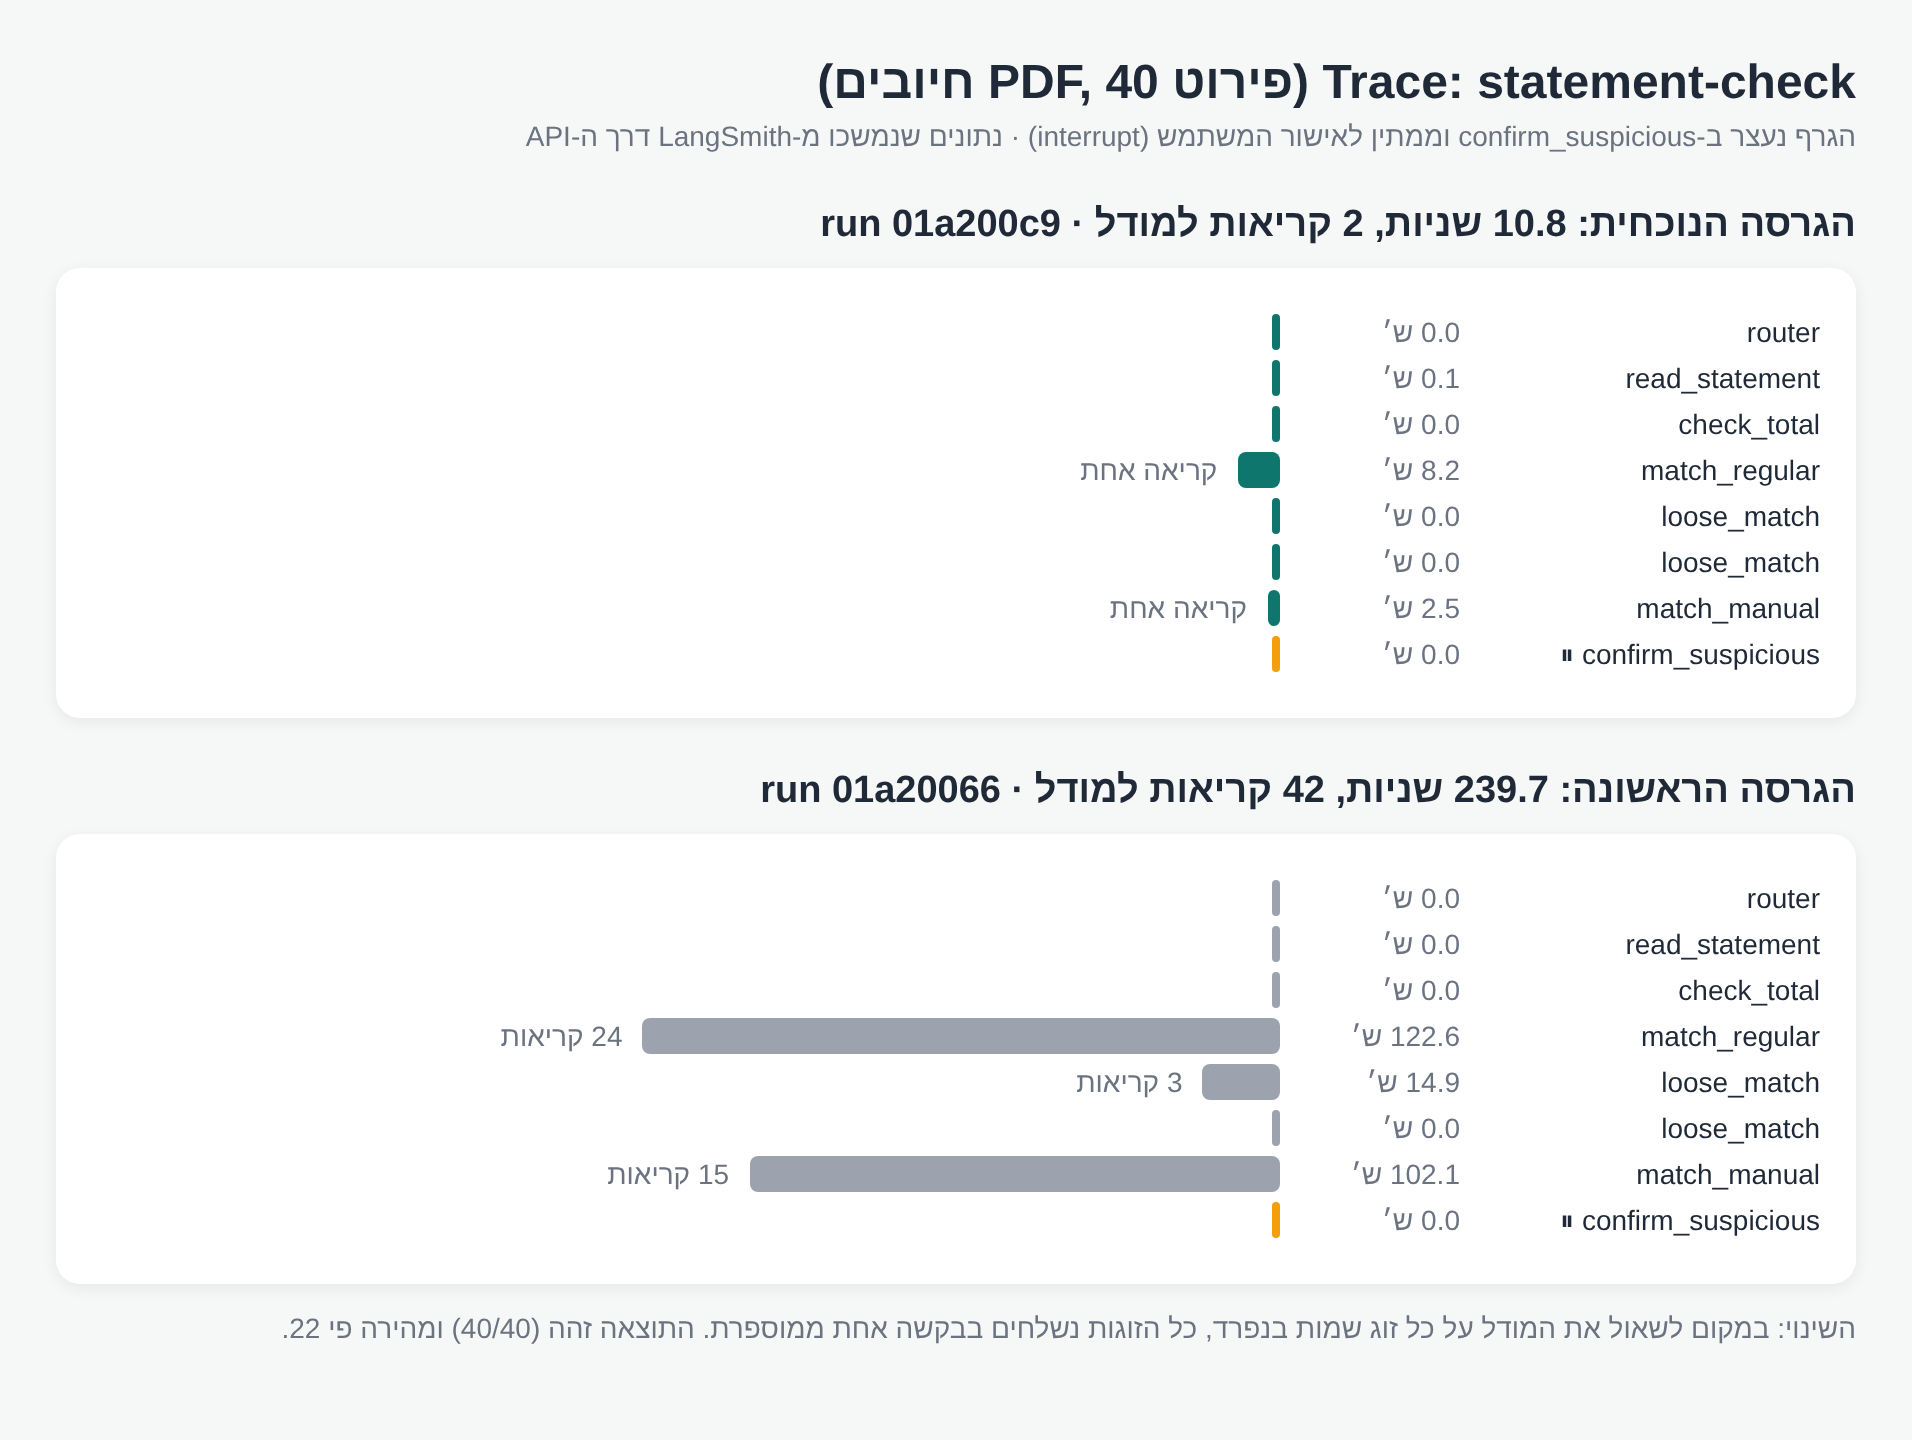 Trace: statement-check (פירוט PDF, 40 חיובים)
הגרף נעצר ב-confirm_suspicious וממתין לאישור המשתמש (interrupt) · נתונים שנמשכו מ-LangSmith דרך ה-API
הגרסה הנוכחית: 10.8 שניות, 2 קריאות למודל · run 01a200c9
router 0.0 ש׳
read_statement 0.1 ש׳
check_total 0.0 ש׳
match_regular 8.2 ש׳ קריאה אחת
loose_match 0.0 ש׳
loose_match 0.0 ש׳
match_manual 2.5 ש׳ קריאה אחת
confirm_suspicious ⏸ 0.0 ש׳
הגרסה הראשונה: 239.7 שניות, 42 קריאות למודל · run 01a20066
router 0.0 ש׳
read_statement 0.0 ש׳
check_total 0.0 ש׳
match_regular 122.6 ש׳ 24 קריאות
loose_match 14.9 ש׳ 3 קריאות
loose_match 0.0 ש׳
match_manual 102.1 ש׳ 15 קריאות
confirm_suspicious ⏸ 0.0 ש׳
השינוי: במקום לשאול את המודל על כל זוג שמות בנפרד, כל הזוגות נשלחים בבקשה אחת ממוספרת. התוצאה זהה (40/40) ומהירה פי 22.